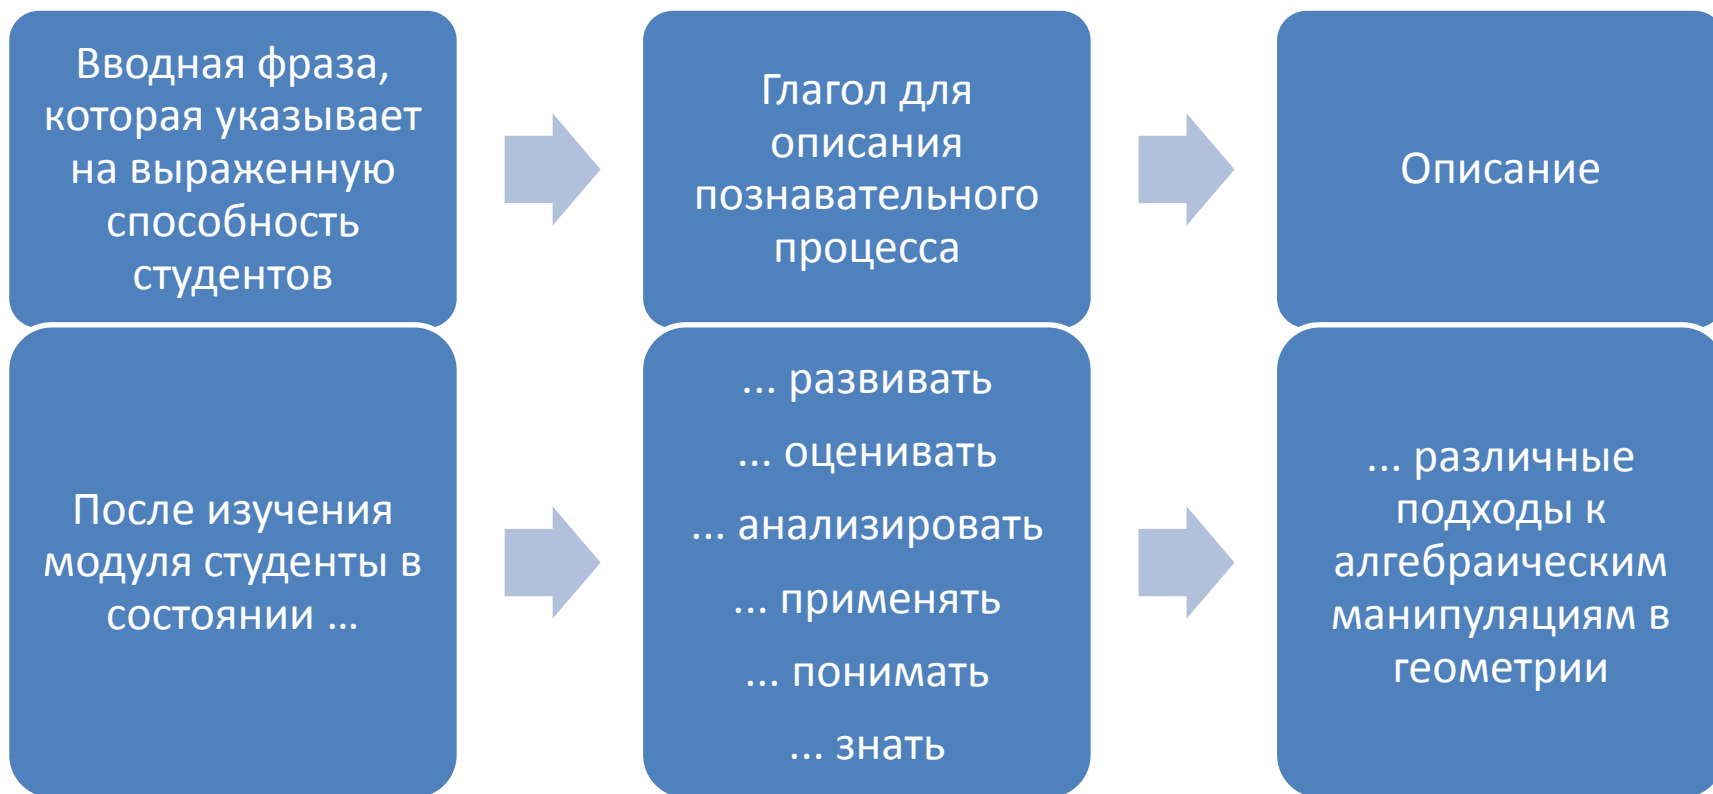 Вводная фраза,
которая указывает
на выраженную
способность
студентов
Глагол для
описания
познавательного
процесса
Описание
После изучения
модуля студенты в
состоянии ...
... развивать
... оценивать
... анализировать
... применять
... понимать
... знать
... различные
подходы к
алгебраическим
манипуляциям в
геометрии